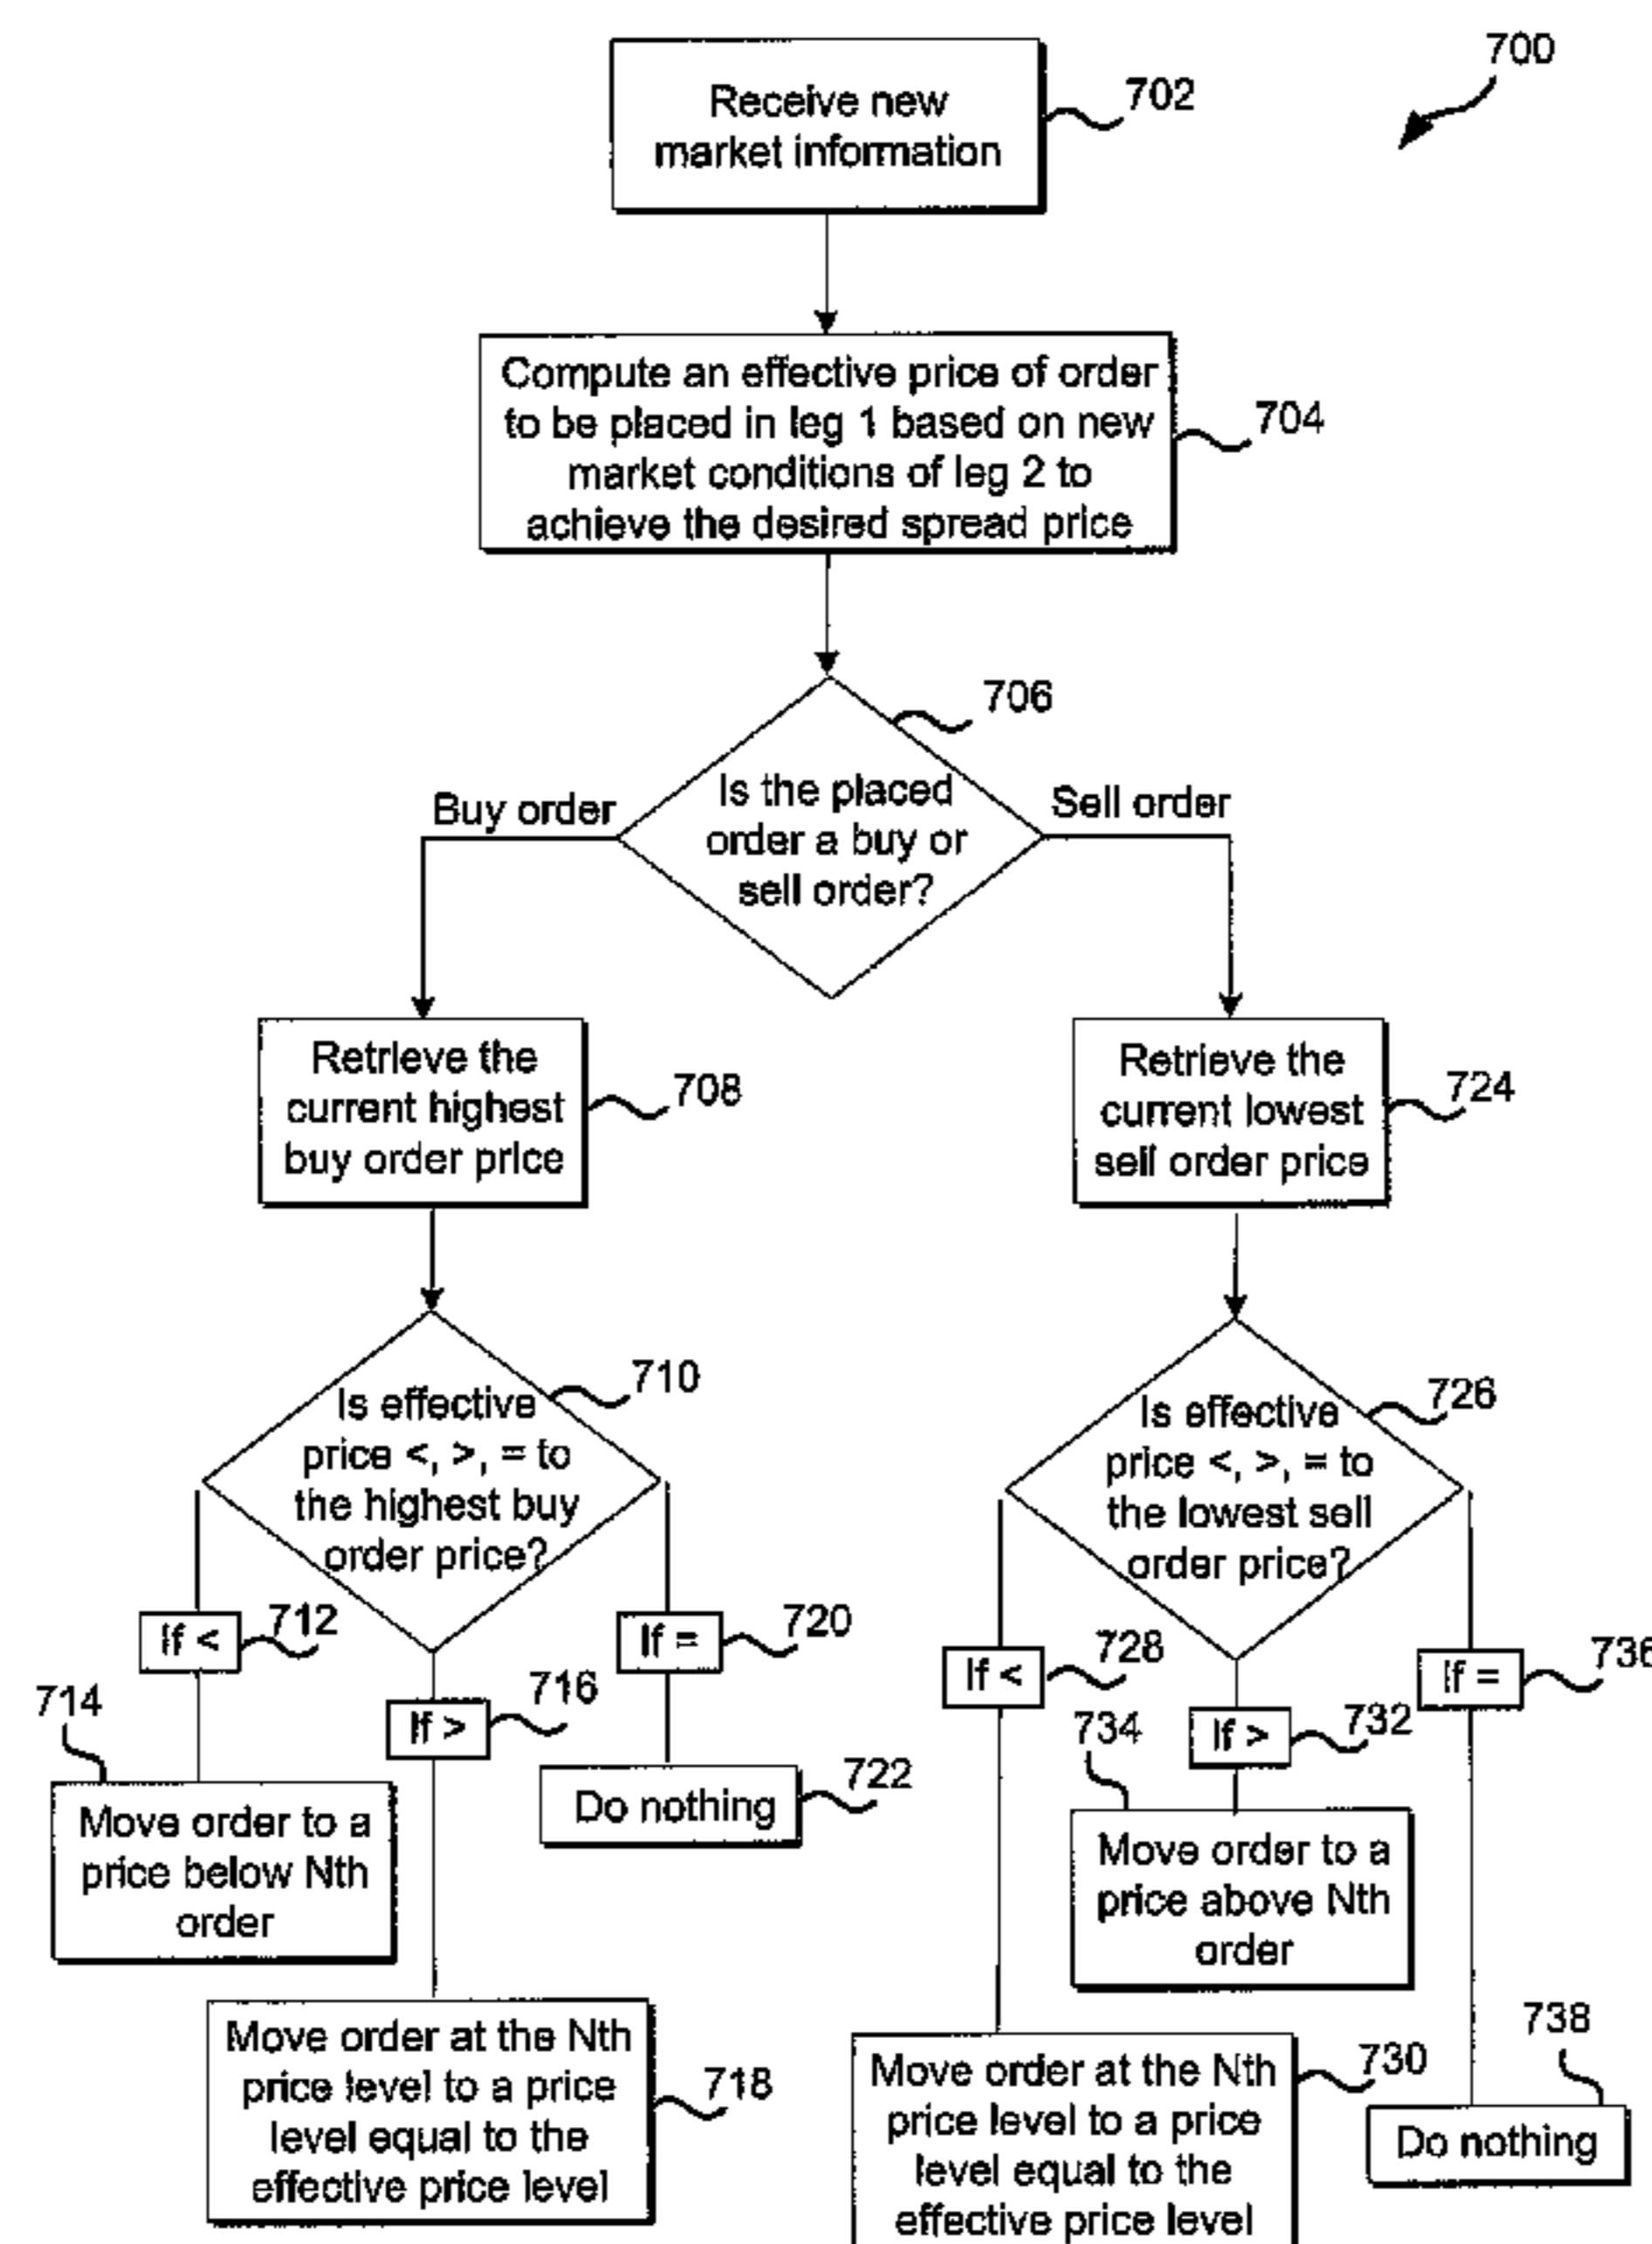 700
Receive new
market information
702
Compute an effective price of order
to be placed in leg 1 based on new
market conditions of leg 2 to
achieve the desired spread price
704
706
Is the placed
order a buy or
sell order?
Buy order
Sell order
Retrieve the
current highest
buy order price
708
Retrieve the
current lowest
sell order price
724
Is effective
price <, >, = to
the highest buy
order price?
710
Is effective
price <, >, = to
the lowest sell
order price?
726
If <
712
If >
716
If =
720
If <
728
If >
732
If =
736
714
Move order to a
price below Nth
order
Do nothing
722
734
Move order to a
price above Nth
order
Move order at the Nth
price level to a price
level equal to the
effective price level
718
Move order at the Nth
price level to a price
level equal to the
effective price level
730
738
Do nothing